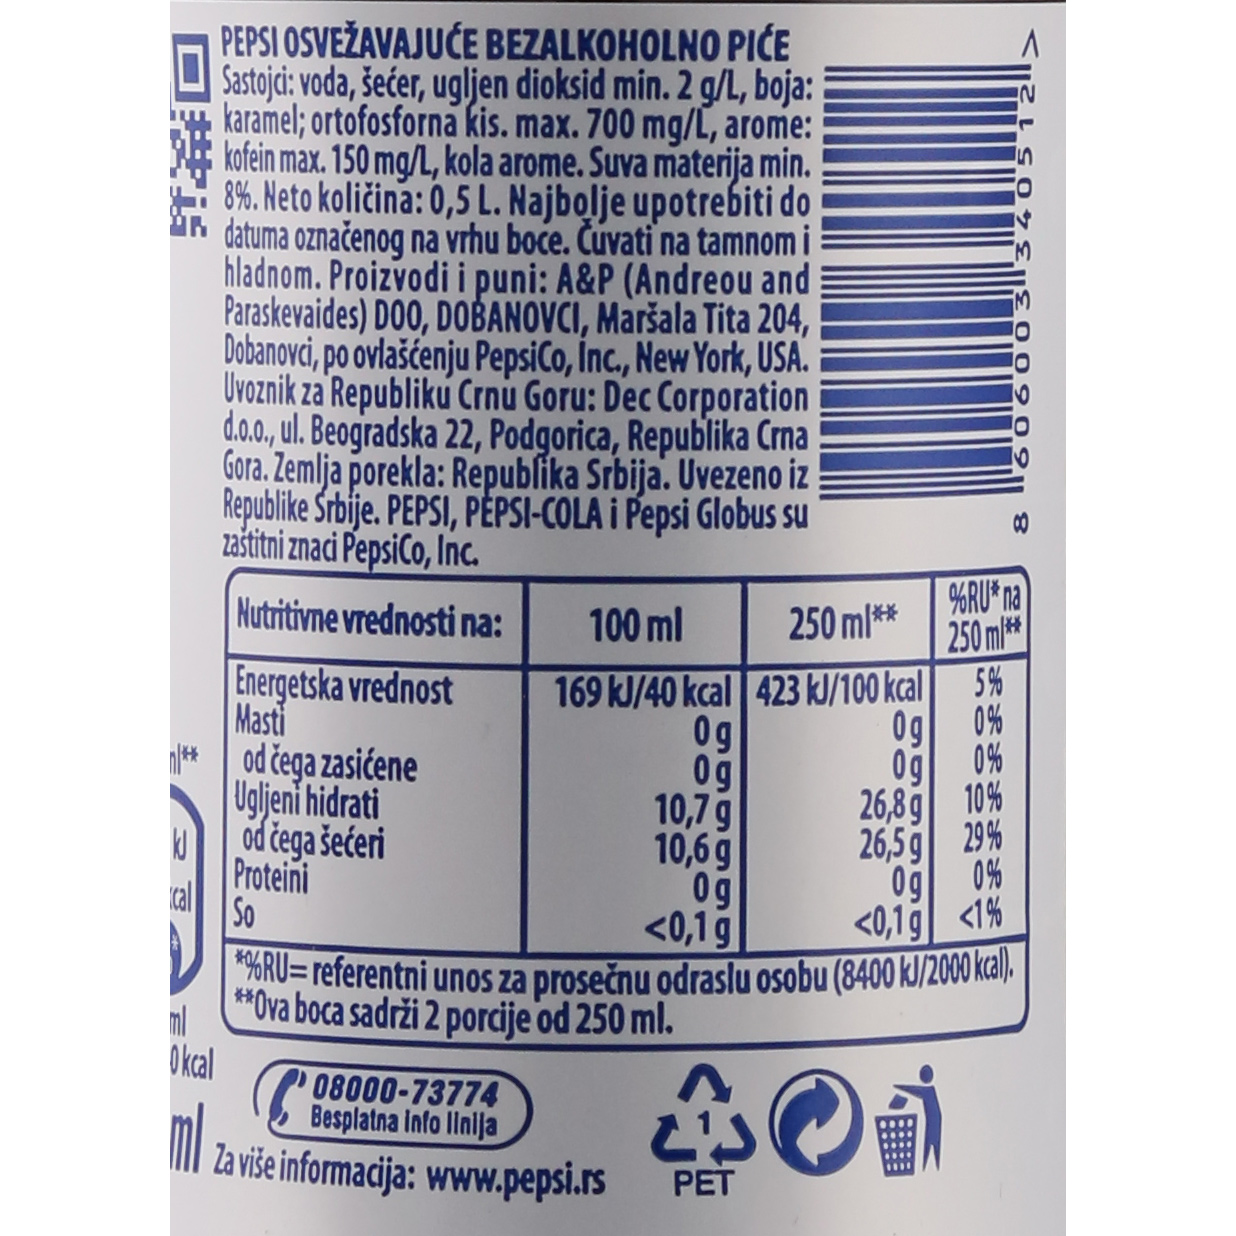 PEPSI OSVEŽAVAJUĆE BEZALKOHOLNO PIĆE
Sastojci: voda, šećer, ugljen dioksid min. 2 g/L, boja:
karamel; ortofosforna kis. max. 700 mg/L, arome:
kofein max. 150 mg/L, kola arome. Suva materija min.
8%. Neto količina: 0,5 L. Najbolje upotrebiti do
datuma označenog na vrhu boce. Čuvati na tamnom i
hladnom. Proizvodi i puni: A&P (Andreou and
Paraskevaides) DOO, DOBANOVCI, Maršala Tita 204,
Dobanovci, po ovlašćenju PepsiCo, Inc., New York, USA.
Uvoznik za Republiku Crnu Goru: Dec Corporation
d.o.o., ul. Beogradska 22, Podgorica, Republika Crna
Gora. Zemlja porekla: Republika Srbija. Uvezeno iz
Republike Srbije. PEPSI, PEPSI-COLA i Pepsi Globus su
zaštitni znaci PepsiCo, Inc.
8 606003 340512 >
Nutritivne vrednosti na: 100 ml 250 ml** %RU* na 250 ml**
Energetska vrednost 169 kJ/40 kcal 423 kJ/100 kcal 5%
Masti 0 g 0 g 0%
od čega zasićene 0 g 0 g 0%
Ugljeni hidrati 10,7 g 26,8 g 10%
od čega šećeri 10,6 g 26,5 g 29%
Proteini 0 g 0 g 0%
So <0,1 g <0,1 g <1%
*%RU= referentni unos za prosečnu odraslu osobu (8400 kJ/2000 kcal).
**Ova boca sadrži 2 porcije od 250 ml.
kJ
ml
kcal
ml
08000-73774
Besplatna info linija
Za više informacija: www.pepsi.rs
1
PET